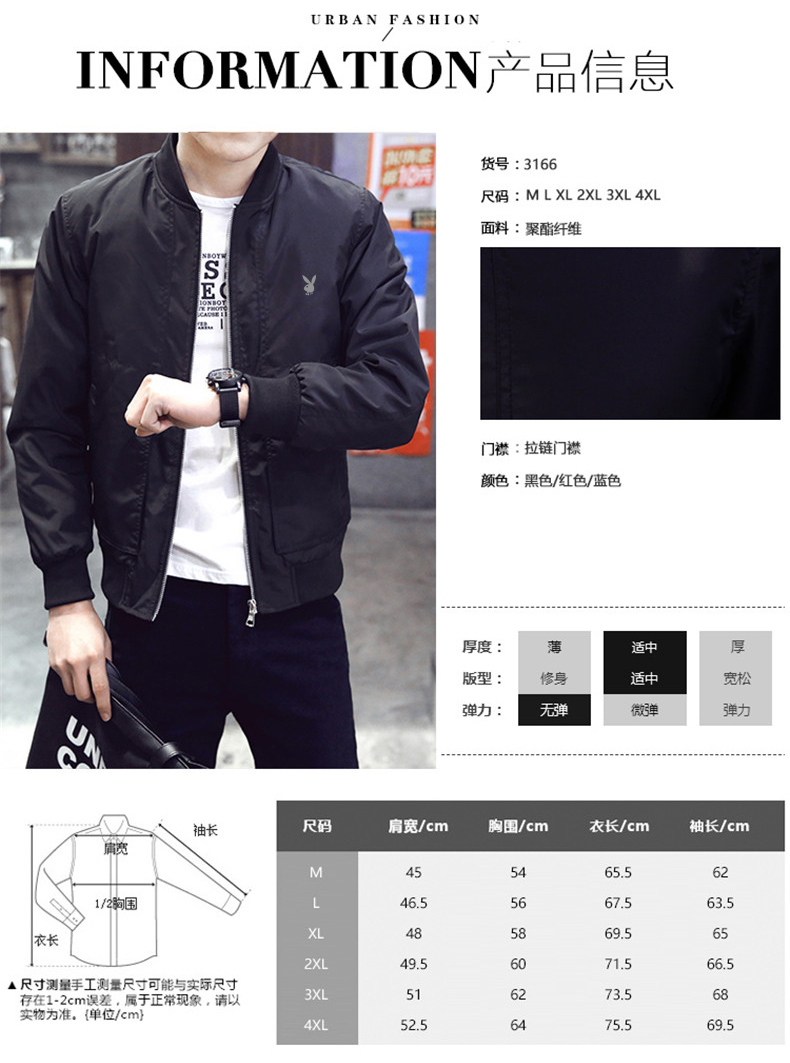 URBAN FASHION
INFORMATION产品信息
货号：3166
尺码：M L XL 2XL 3XL 4XL
面料：聚酯纤维
门襟：拉链门襟
颜色：黑色/红色/蓝色
厚度： 薄 适中 厚
版型： 修身 适中 宽松
弹力： 无弹 微弹 弹力
袖长
肩宽
1/2胸围
衣长
▲尺寸测量手工测量尺寸可能与实际尺寸
存在1-2cm误差，属于正常现象，请以
实物为准。{单位/cm}
尺码 肩宽/cm 胸围/cm 衣长/cm 袖长/cm
M 45 54 65.5 62
L 46.5 56 67.5 63.5
XL 48 58 69.5 65
2XL 49.5 60 71.5 66.5
3XL 51 62 73.5 68
4XL 52.5 64 75.5 69.5